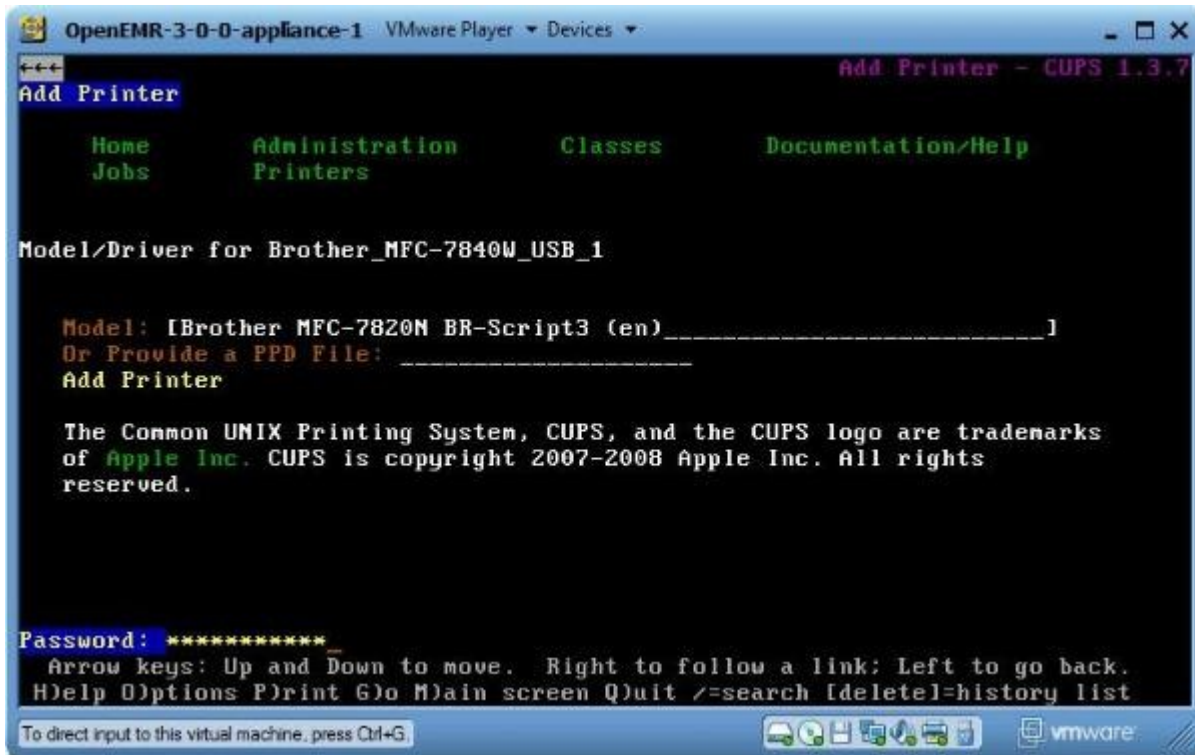 OpenEMR-3-0-0-appliance-1 VMware Player Devices
←←← Add Printer - CUPS 1.3.7
Add Printer
Home Administration Classes Documentation/Help
Jobs Printers
Model/Driver for Brother_MFC-7840W_USB_1
Model: [Brother MFC-7820N BR-Script3 (en)__________________________]
Or Provide a PPD File: ____________________
Add Printer
The Common UNIX Printing System, CUPS, and the CUPS logo are trademarks
of Apple Inc. CUPS is copyright 2007-2008 Apple Inc. All rights
reserved.
Password: ***********_
Arrow keys: Up and Down to move. Right to follow a link; Left to go back.
H)elp O)ptions P)rint G)o M)ain screen Q)uit /=search [delete]=history list
To direct input to this virtual machine, press Ctrl+G. vmware